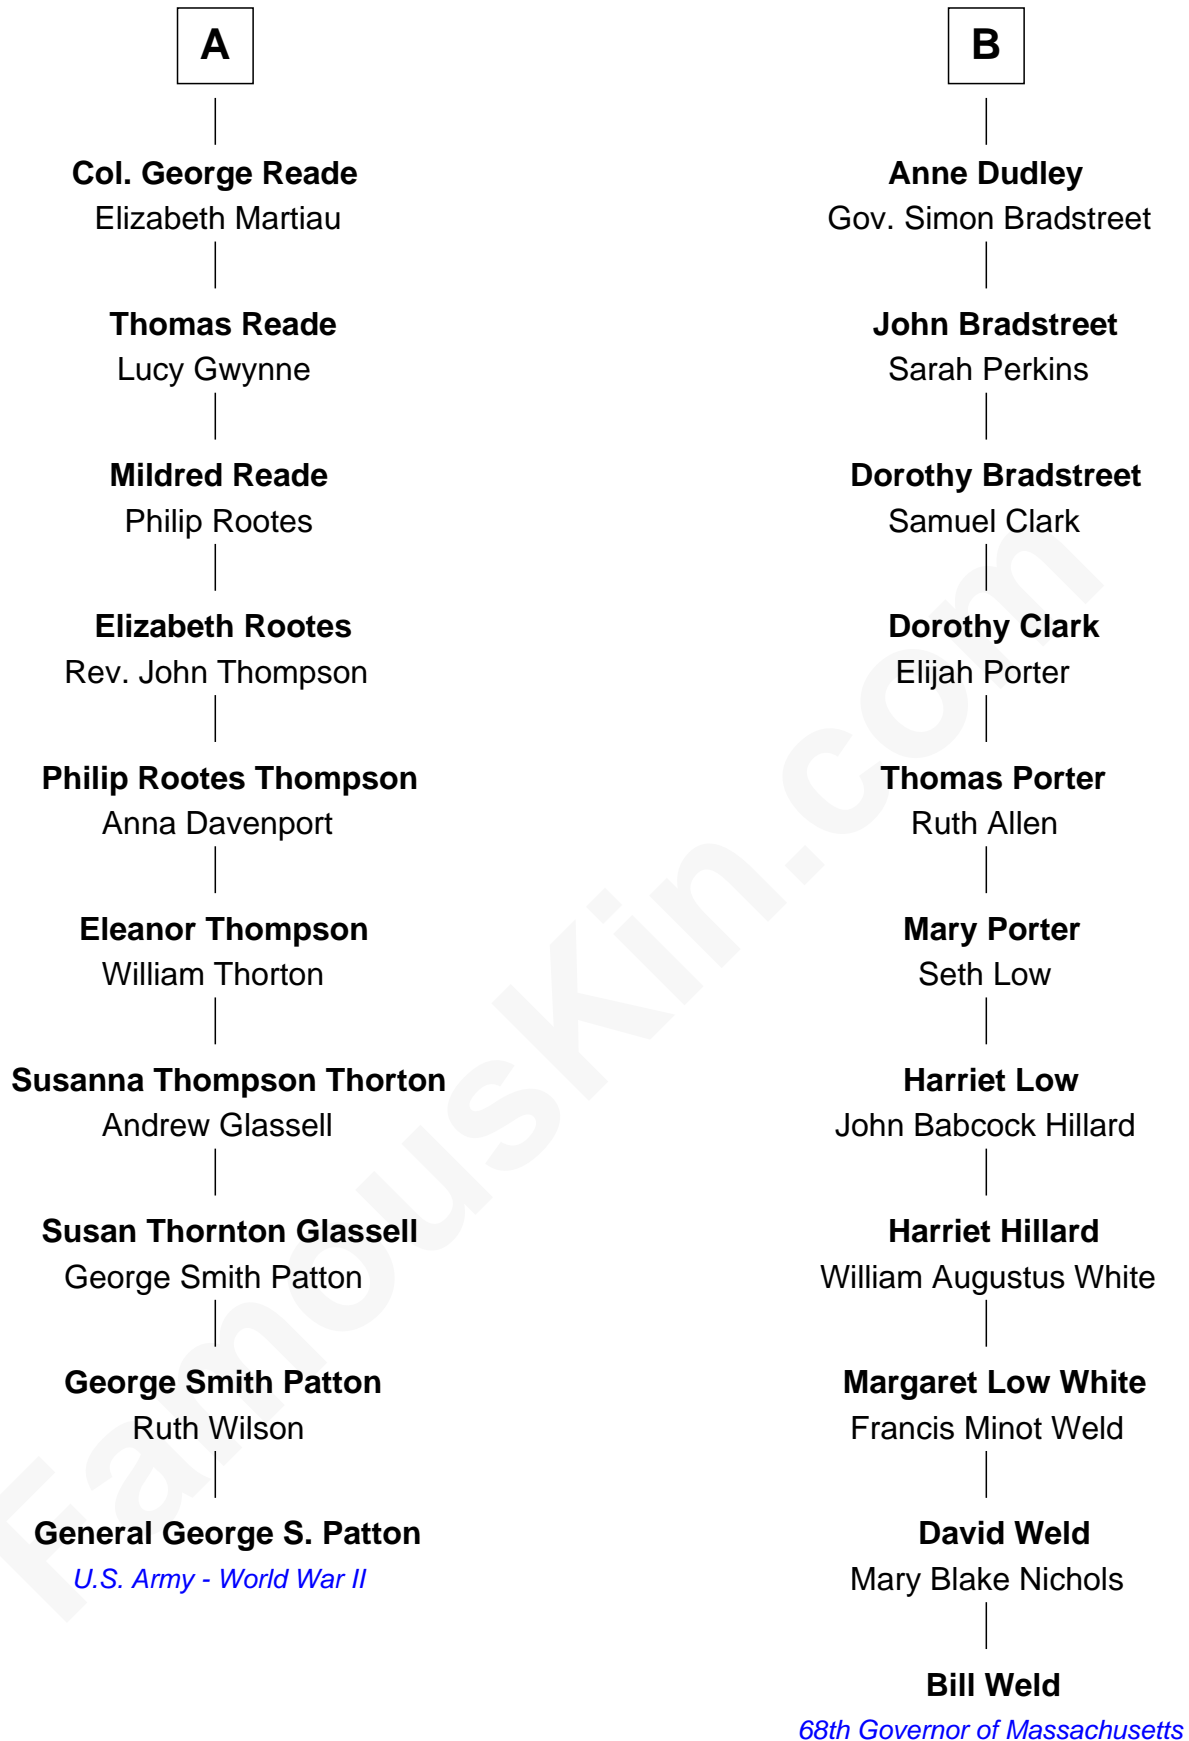 A
Col. George Reade
Elizabeth Martiau
Thomas Reade
Lucy Gwynne
Mildred Reade
Philip Rootes
Elizabeth Rootes
Rev. John Thompson
Philip Rootes Thompson
Anna Davenport
Eleanor Thompson
William Thorton
Susanna Thompson Thorton
Andrew Glassell
Susan Thornton Glassell
George Smith Patton
George Smith Patton
Ruth Wilson
General George S. Patton
U.S. Army - World War II
B
Anne Dudley
Gov. Simon Bradstreet
John Bradstreet
Sarah Perkins
Dorothy Bradstreet
Samuel Clark
Dorothy Clark
Elijah Porter
Thomas Porter
Ruth Allen
Mary Porter
Seth Low
Harriet Low
John Babcock Hillard
Harriet Hillard
William Augustus White
Margaret Low White
Francis Minot Weld
David Weld
Mary Blake Nichols
Bill Weld
68th Governor of Massachusetts
FamousKin.com